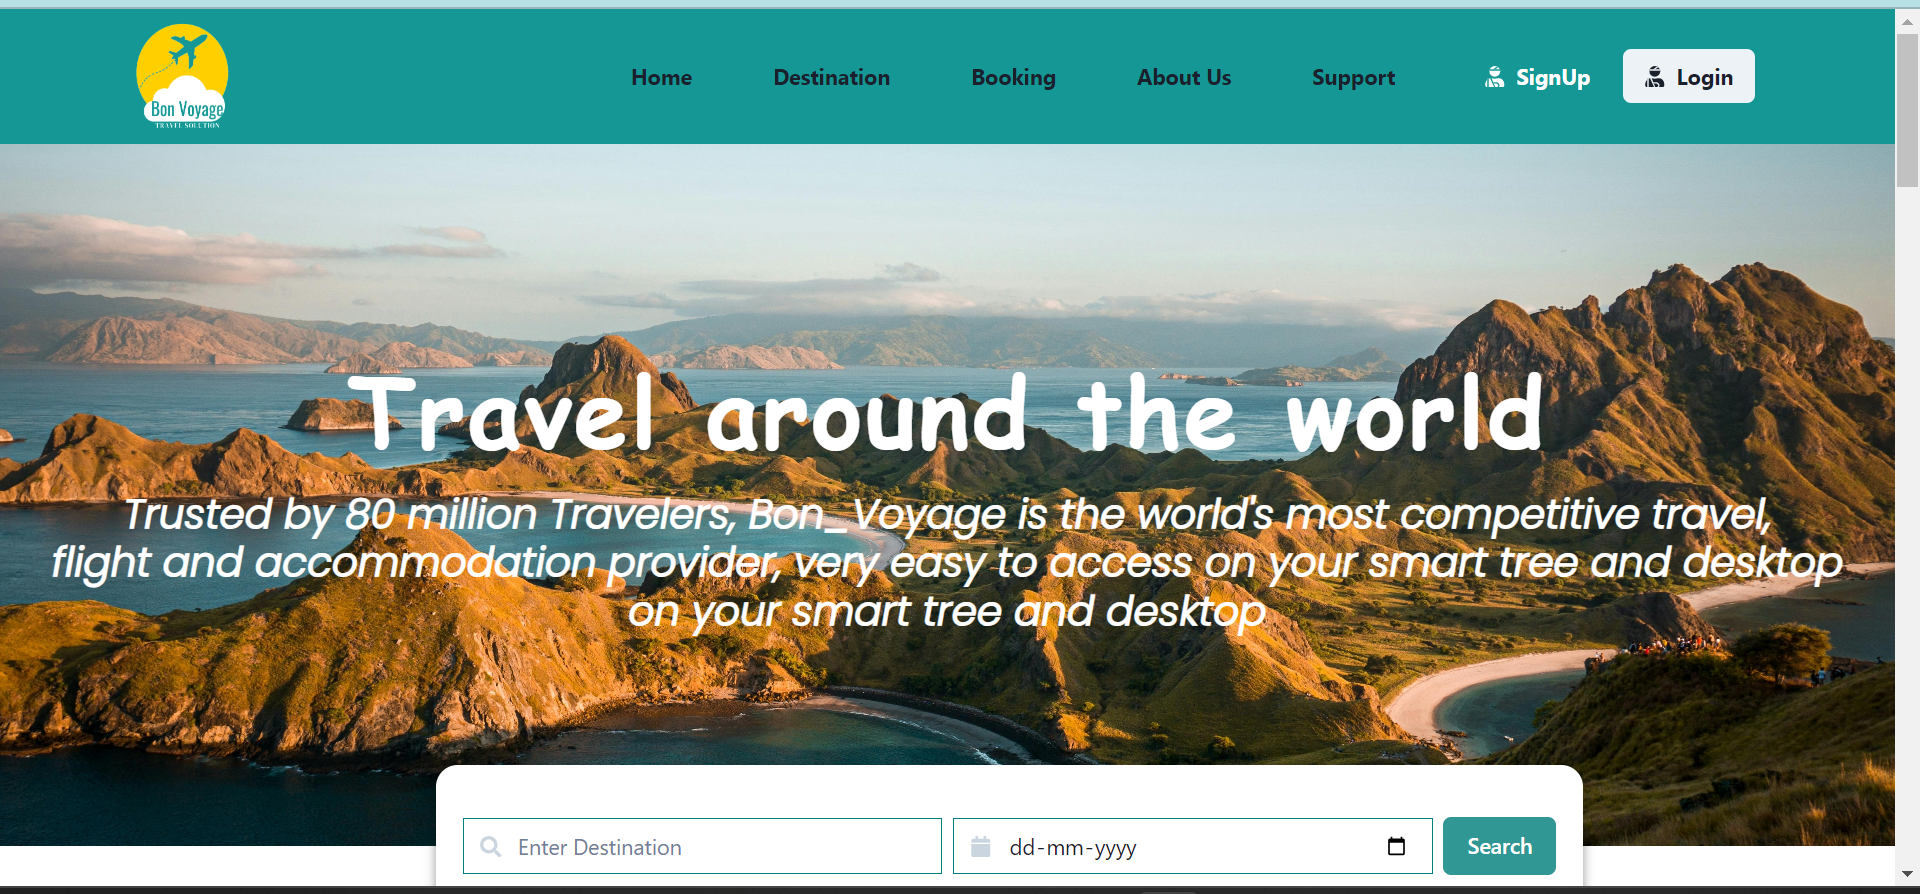 Bon Voyage
TRAVEL SOLUTION
Home
Destination
Booking
About Us
Support
SignUp
Login
Travel around the world
Trusted by 80 million Travelers, Bon_Voyage is the world's most competitive travel,
flight and accommodation provider, very easy to access on your smart tree and desktop
on your smart tree and desktop
Enter Destination
dd-mm-yyyy
Search